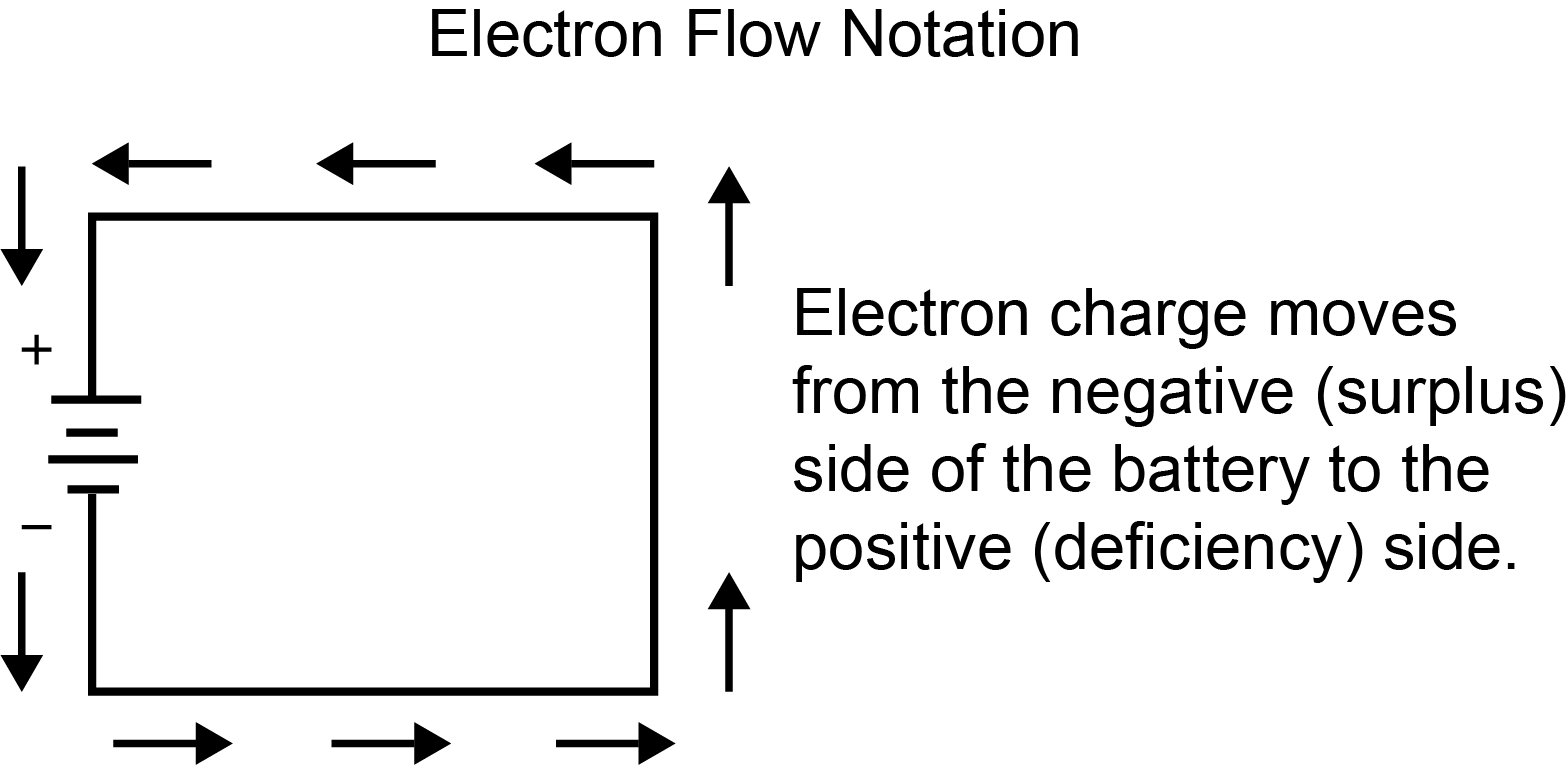 Electron Flow Notation
+
Electron charge moves
from the negative (surplus)
side of the battery to the
−
positive (deficiency) side.